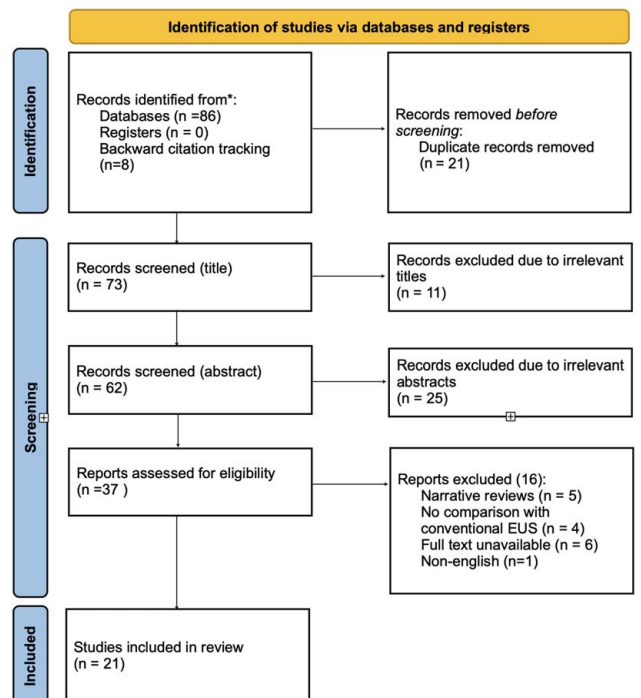 Identification of studies via databases and registers
Identification
Records identified from*:
Databases (n =86)
Registers (n = 0)
Backward citation tracking
(n=8)
Records removed before
screening:
Duplicate records removed
(n = 21)
Screening
Records screened (title)
(n = 73)
Records excluded due to irrelevant
titles
(n = 11)
Records screened (abstract)
(n = 62)
Records excluded due to irrelevant
abstracts
(n = 25)
Reports assessed for eligibility
(n =37 )
Reports excluded (16):
Narrative reviews (n = 5)
No comparison with
conventional EUS (n = 4)
Full text unavailable (n = 6)
Non-english (n=1)
Included
Studies included in review
(n = 21)